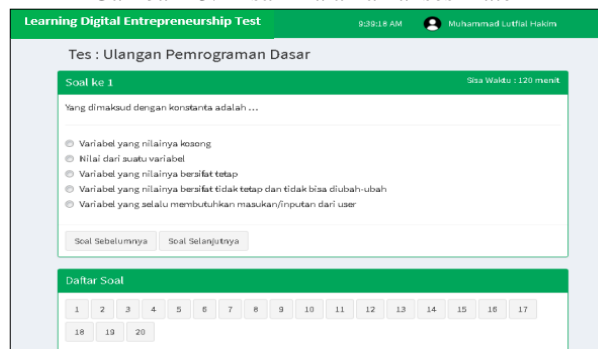 Learning Digital Entrepreneurship Test 9:39:18 AM Muhammad Lutfial Hakim
Tes : Ulangan Pemrograman Dasar
Soal ke 1 Sisa Waktu : 120 menit
Yang dimaksud dengan konstanta adalah ...
Variabel yang nilainya kosong
Nilai dari suatu variabel
Variabel yang nilainya bersifat tetap
Variabel yang nilainya bersifat tidak tetap dan tidak bisa diubah-ubah
Variabel yang selalu membutuhkan masukan/inputan dari user
Soal Sebelumnya Soal Selanjutnya
Daftar Soal
1 2 3 4 5 6 7 8 9 10 11 12 13 14 15 16 17
18 19 20